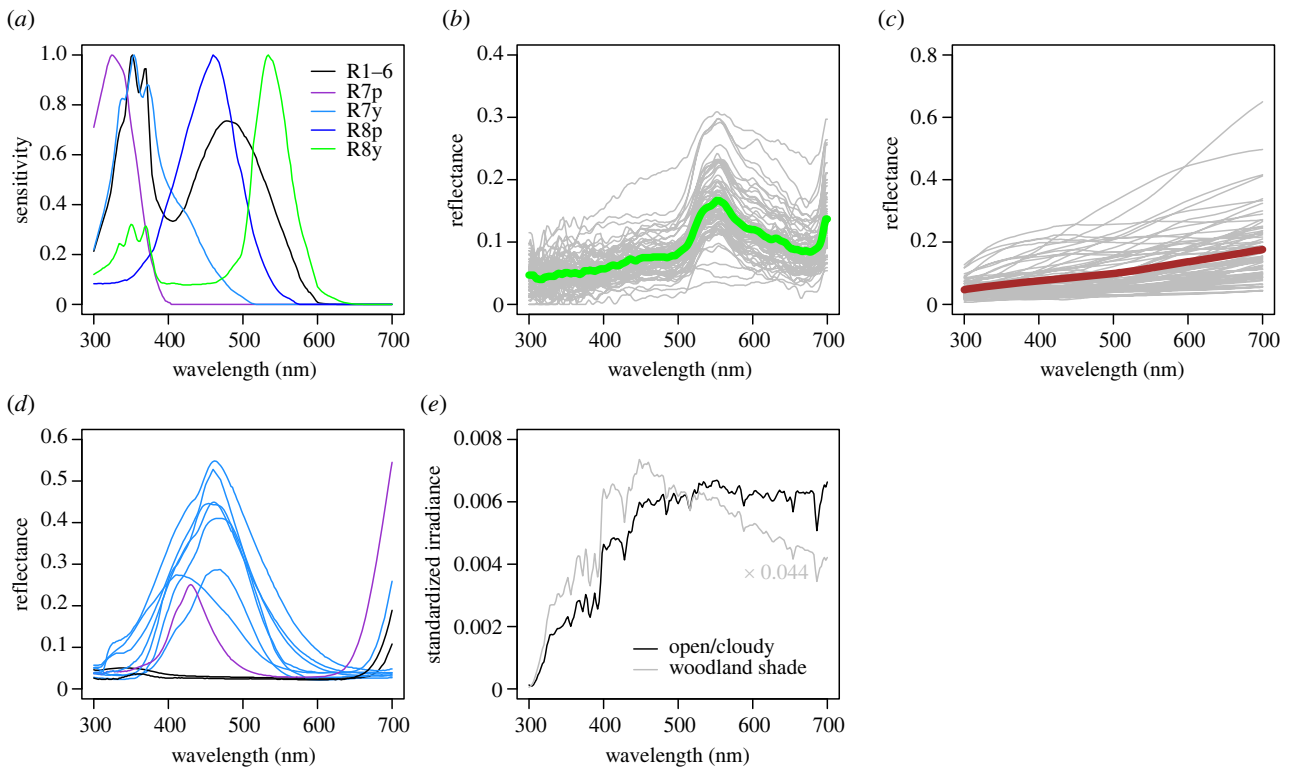 (a)
1.0
0.8
0.6
0.4
0.2
0
sensitivity
R1–6
R7p
R7y
R8p
R8y
300
400
500
600
700
wavelength (nm)
(b)
0.4
0.3
0.2
0.1
0
reflectance
300
400
500
600
700
wavelength (nm)
(c)
0.8
0.6
0.4
0.2
0
reflectance
300
400
500
600
700
wavelength (nm)
(d)
0.6
0.5
0.4
0.3
0.2
0.1
0
reflectance
300
400
500
600
700
wavelength (nm)
(e)
0.008
0.006
0.004
0.002
0
standardized irradiance
× 0.044
open/cloudy
woodland shade
300
400
500
600
700
wavelength (nm)